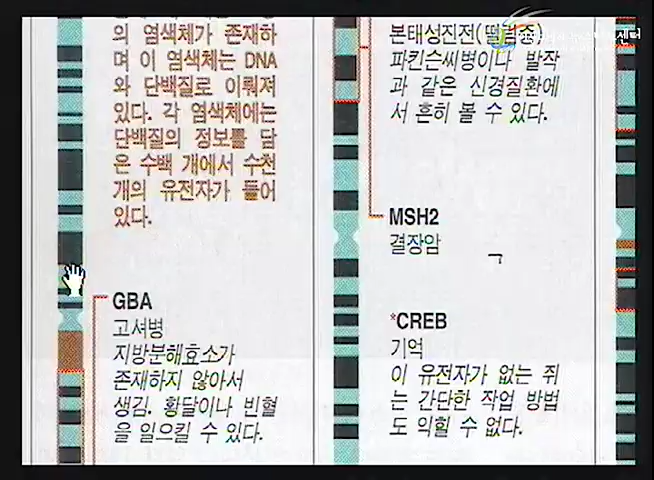 의 염색체가 존재하
며 이 염색체는 DNA
와 단백질로 이뤄져
있다. 각 염색체에는
단백질의 정보를 담
은 수백 개에서 수천
개의 유전자가 들어
있다.
GBA
고셔병
지방분해효소가
존재하지 않아서
생김. 황달이나 빈혈
을 일으킬 수 있다.
본태성진전(떨림증)
파킨슨씨병이나 발작
과 같은 신경질환에
서 흔히 볼 수 있다.
MSH2
결장암
ㄱ
*CREB
기억
이 유전자가 없는 쥐
는 간단한 작업 방법
도 익힐 수 없다.